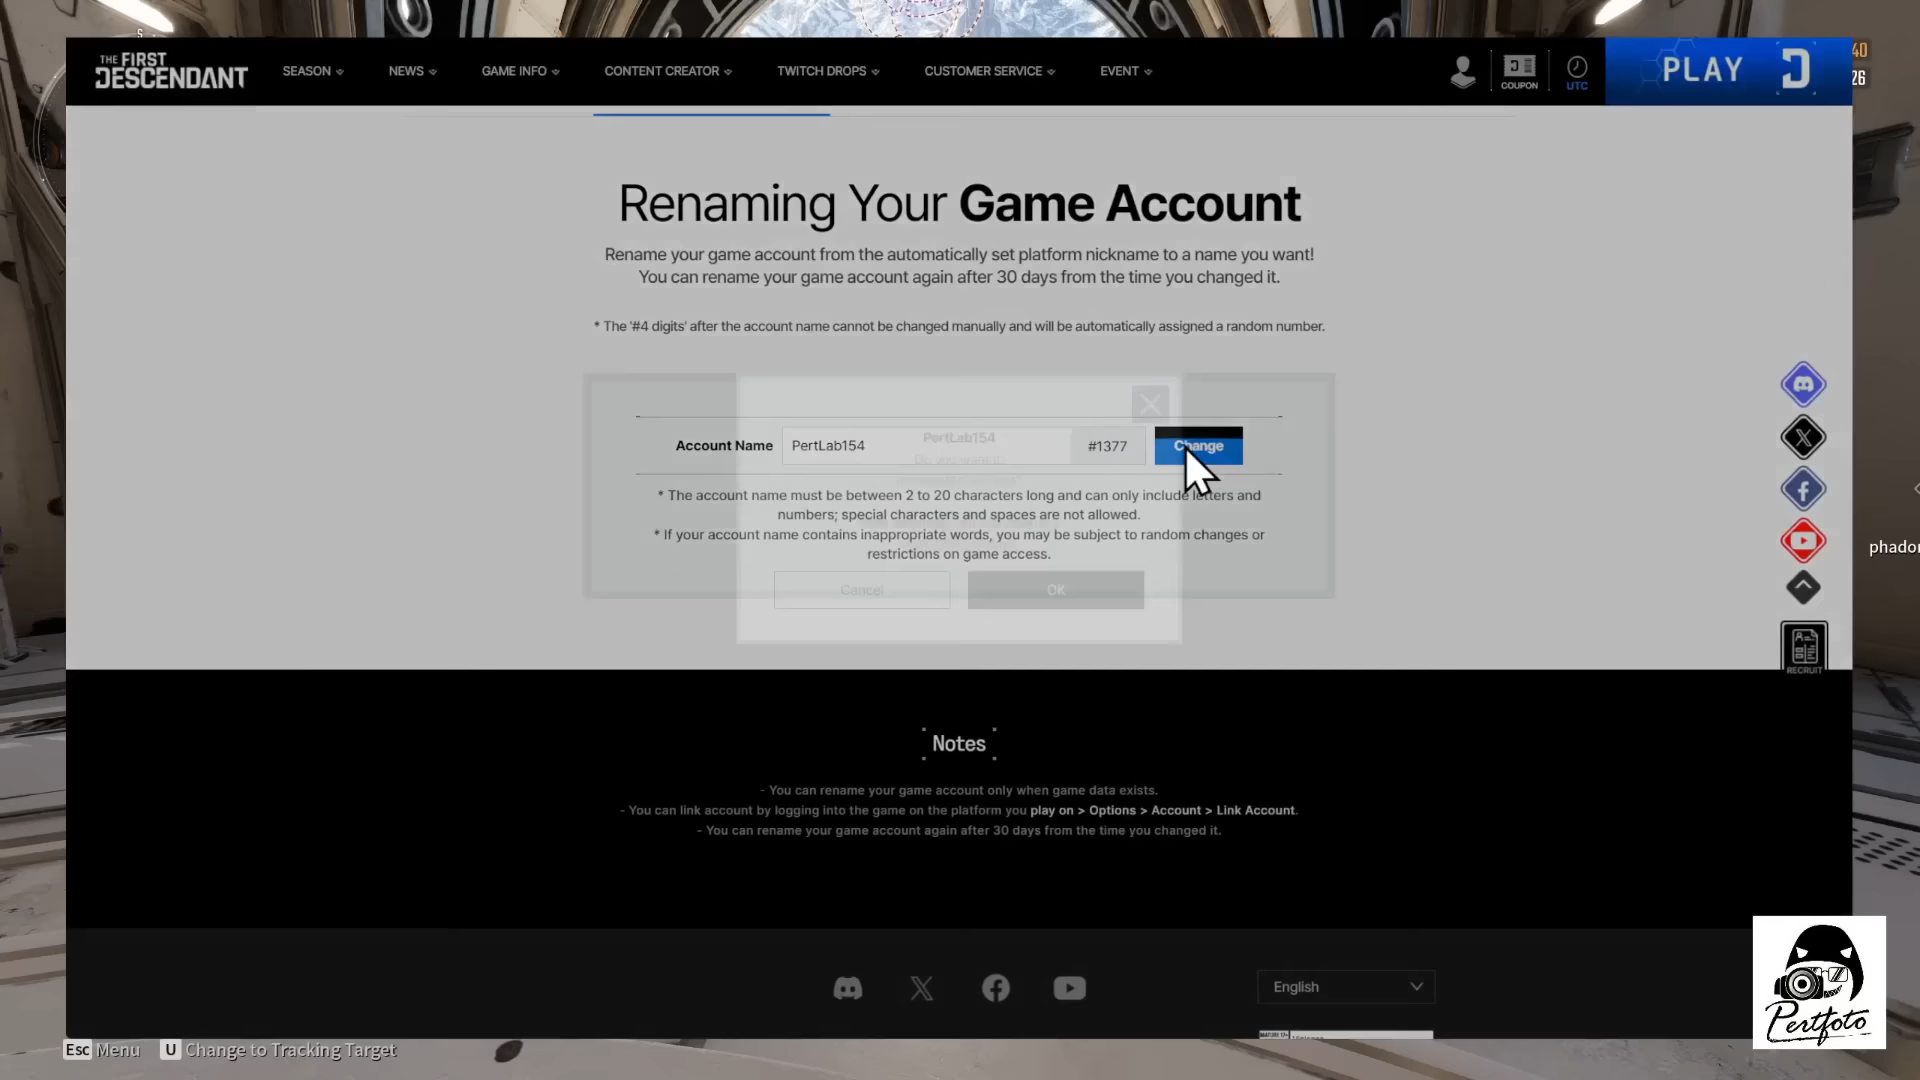 S
THE FIRST
DESCENDANT
SEASON
NEWS
GAME INFO
CONTENT CREATOR
TWITCH DROPS
CUSTOMER SERVICE
EVENT
COUPON
UTC
PLAY
40
26
Renaming Your Game Account
Rename your game account from the automatically set platform nickname to a name you want!
You can rename your game account again after 30 days from the time you changed it.
* The '#4 digits' after the account name cannot be changed manually and will be automatically assigned a random number.
PertLab154
Account Name
PertLab154
#1377
Change
* The account name must be between 2 to 20 characters long and can only include letters and
numbers; special characters and spaces are not allowed.
* If your account name contains inappropriate words, you may be subject to random changes or
restrictions on game access.
Cancel
OK
phador
RECRUIT
Notes
- You can rename your game account only when game data exists.
- You can link account by logging into the game on the platform you play on > Options > Account > Link Account.
- You can rename your game account again after 30 days from the time you changed it.
English
Pertfoto
Esc Menu
U Change to Tracking Target